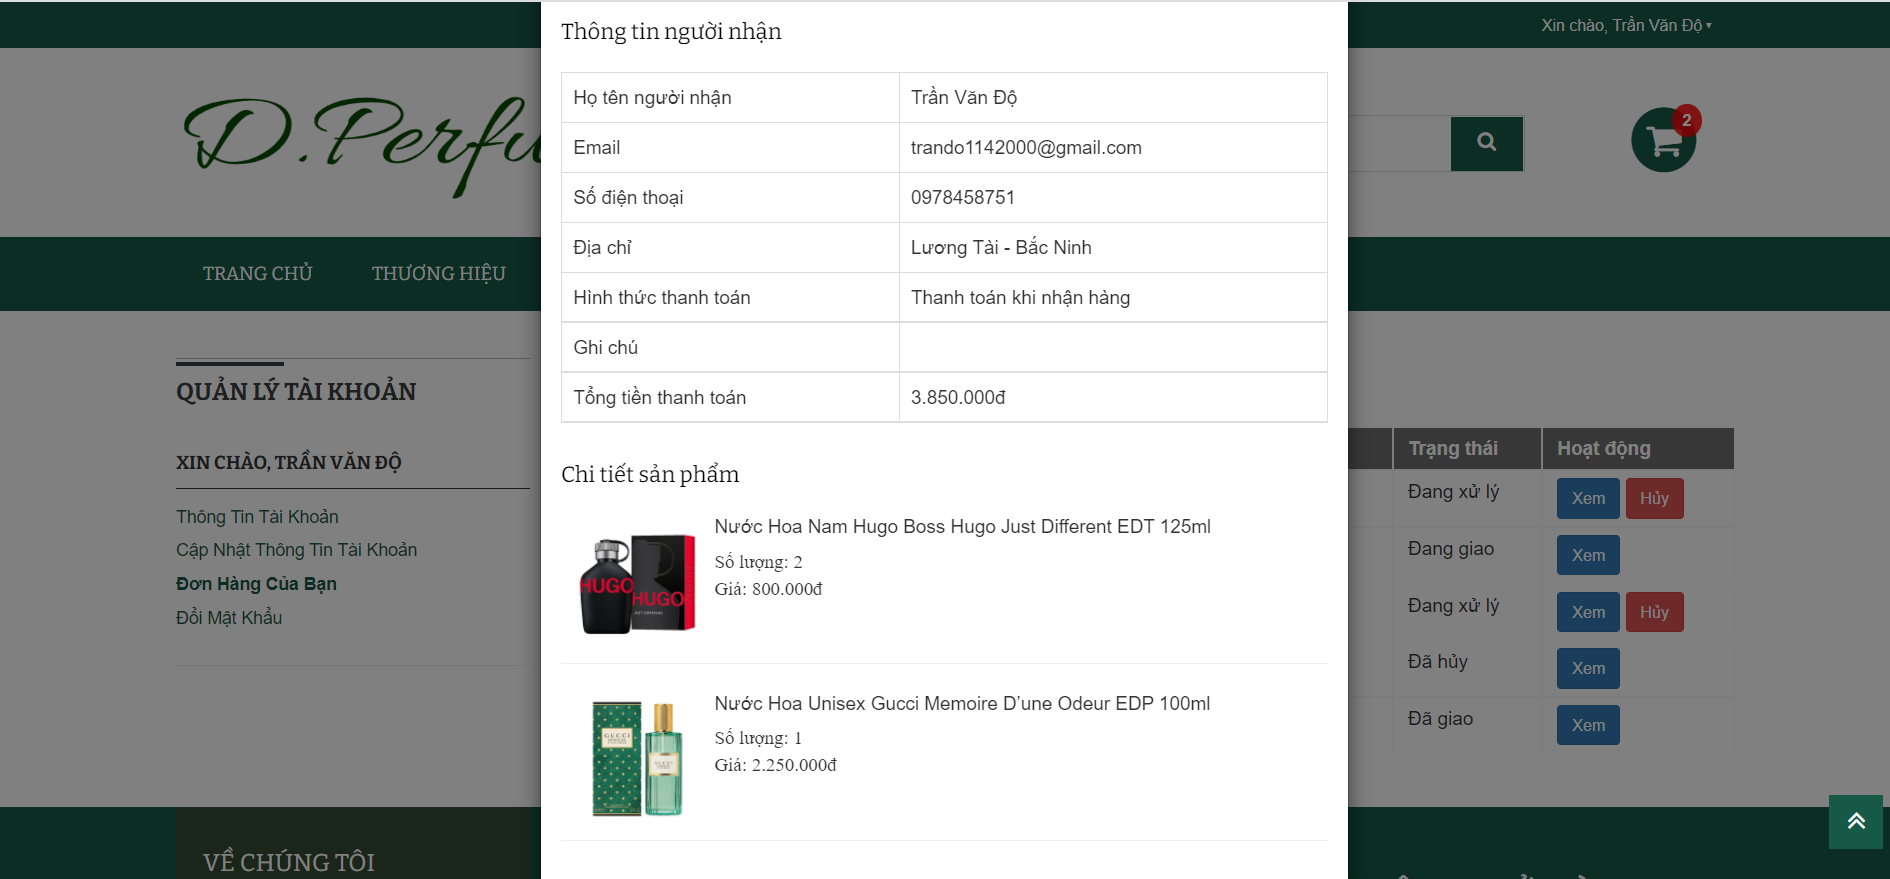 Xin chào, Trần Văn Độ
D.Perfu
2
TRANG CHỦ
THƯƠNG HIỆU
QUẢN LÝ TÀI KHOẢN
XIN CHÀO, TRẦN VĂN ĐỘ
Thông Tin Tài Khoản
Cập Nhật Thông Tin Tài Khoản
Đơn Hàng Của Bạn
Đổi Mật Khẩu
Thông tin người nhận
Họ tên người nhận Trần Văn Độ
Email trando1142000@gmail.com
Số điện thoại 0978458751
Địa chỉ Lương Tài - Bắc Ninh
Hình thức thanh toán Thanh toán khi nhận hàng
Ghi chú
Tổng tiền thanh toán 3.850.000đ
Chi tiết sản phẩm
HUGO
HUGO
Nước Hoa Nam Hugo Boss Hugo Just Different EDT 125ml
Số lượng: 2
Giá: 800.000đ
GUCCI
Nước Hoa Unisex Gucci Memoire D'une Odeur EDP 100ml
Số lượng: 1
Giá: 2.250.000đ
Trạng thái Hoạt động
Đang xử lý Xem Hủy
Đang giao Xem
Đang xử lý Xem Hủy
Đã hủy Xem
Đã giao Xem
VỀ CHÚNG TÔI